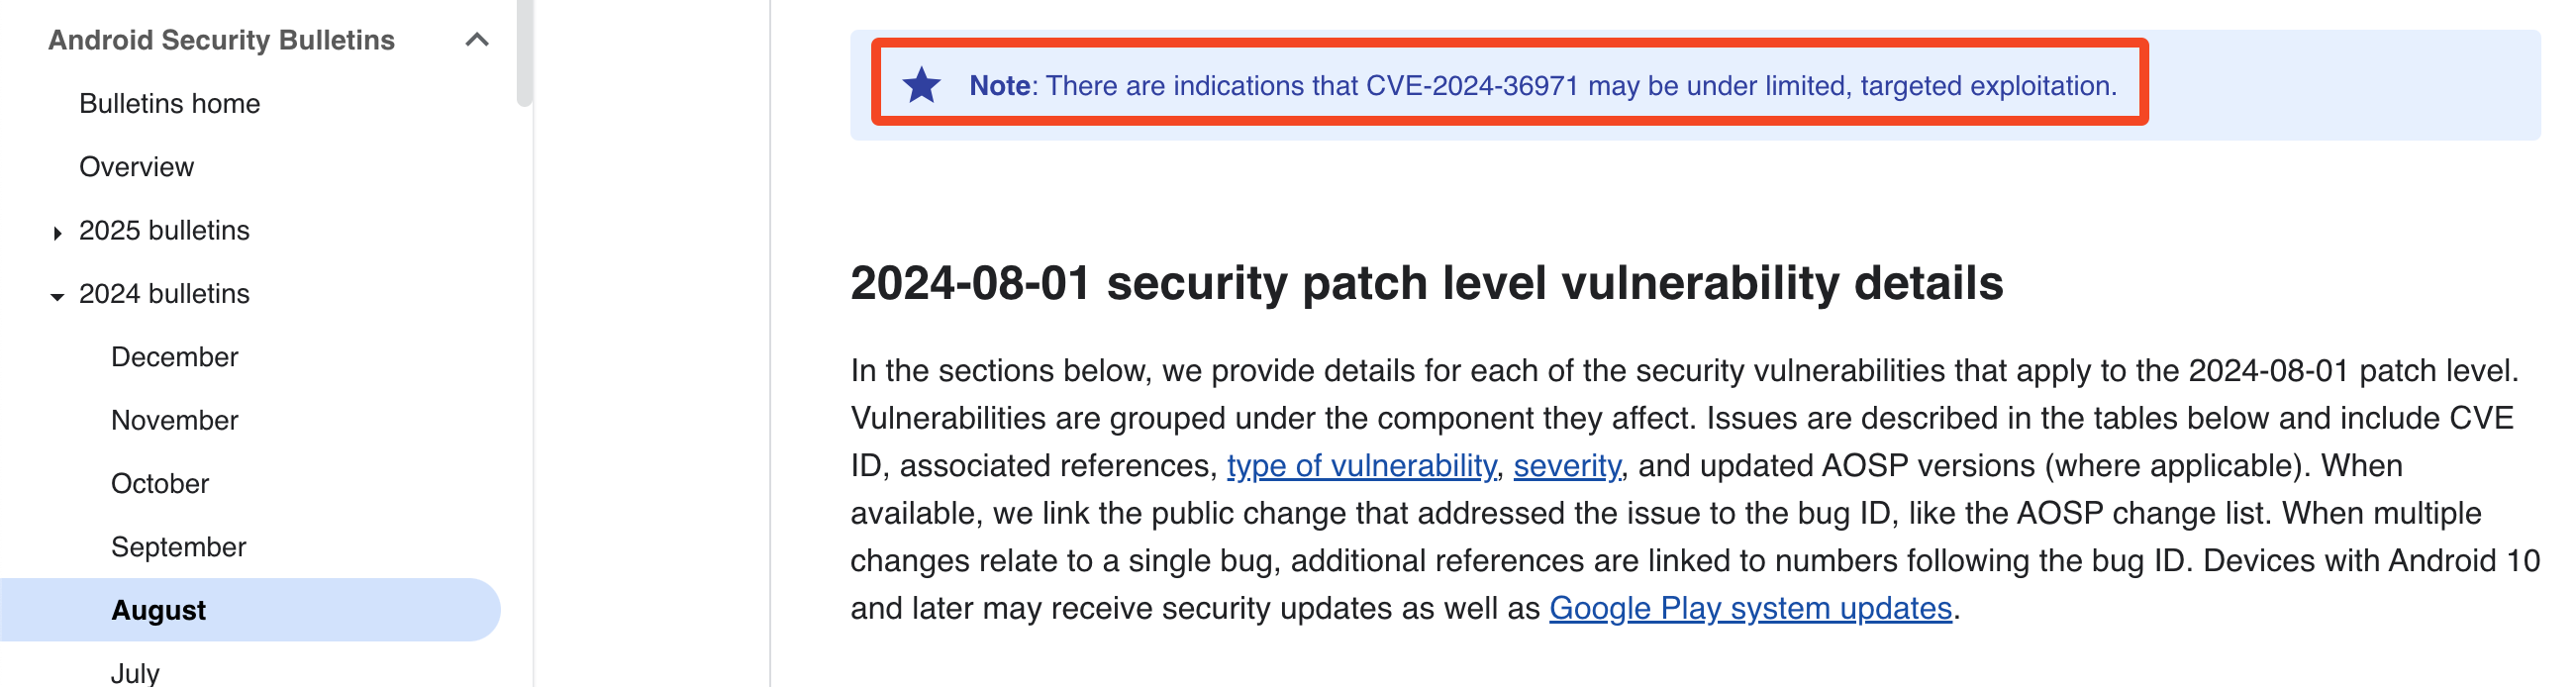 Android Security Bulletins
Bulletins home
Overview
2025 bulletins
2024 bulletins
December
November
October
September
August
July
Note: There are indications that CVE-2024-36971 may be under limited, targeted exploitation.
2024-08-01 security patch level vulnerability details
In the sections below, we provide details for each of the security vulnerabilities that apply to the 2024-08-01 patch level.
Vulnerabilities are grouped under the component they affect. Issues are described in the tables below and include CVE
ID, associated references, type of vulnerability, severity, and updated AOSP versions (where applicable). When
available, we link the public change that addressed the issue to the bug ID, like the AOSP change list. When multiple
changes relate to a single bug, additional references are linked to numbers following the bug ID. Devices with Android 10
and later may receive security updates as well as Google Play system updates.